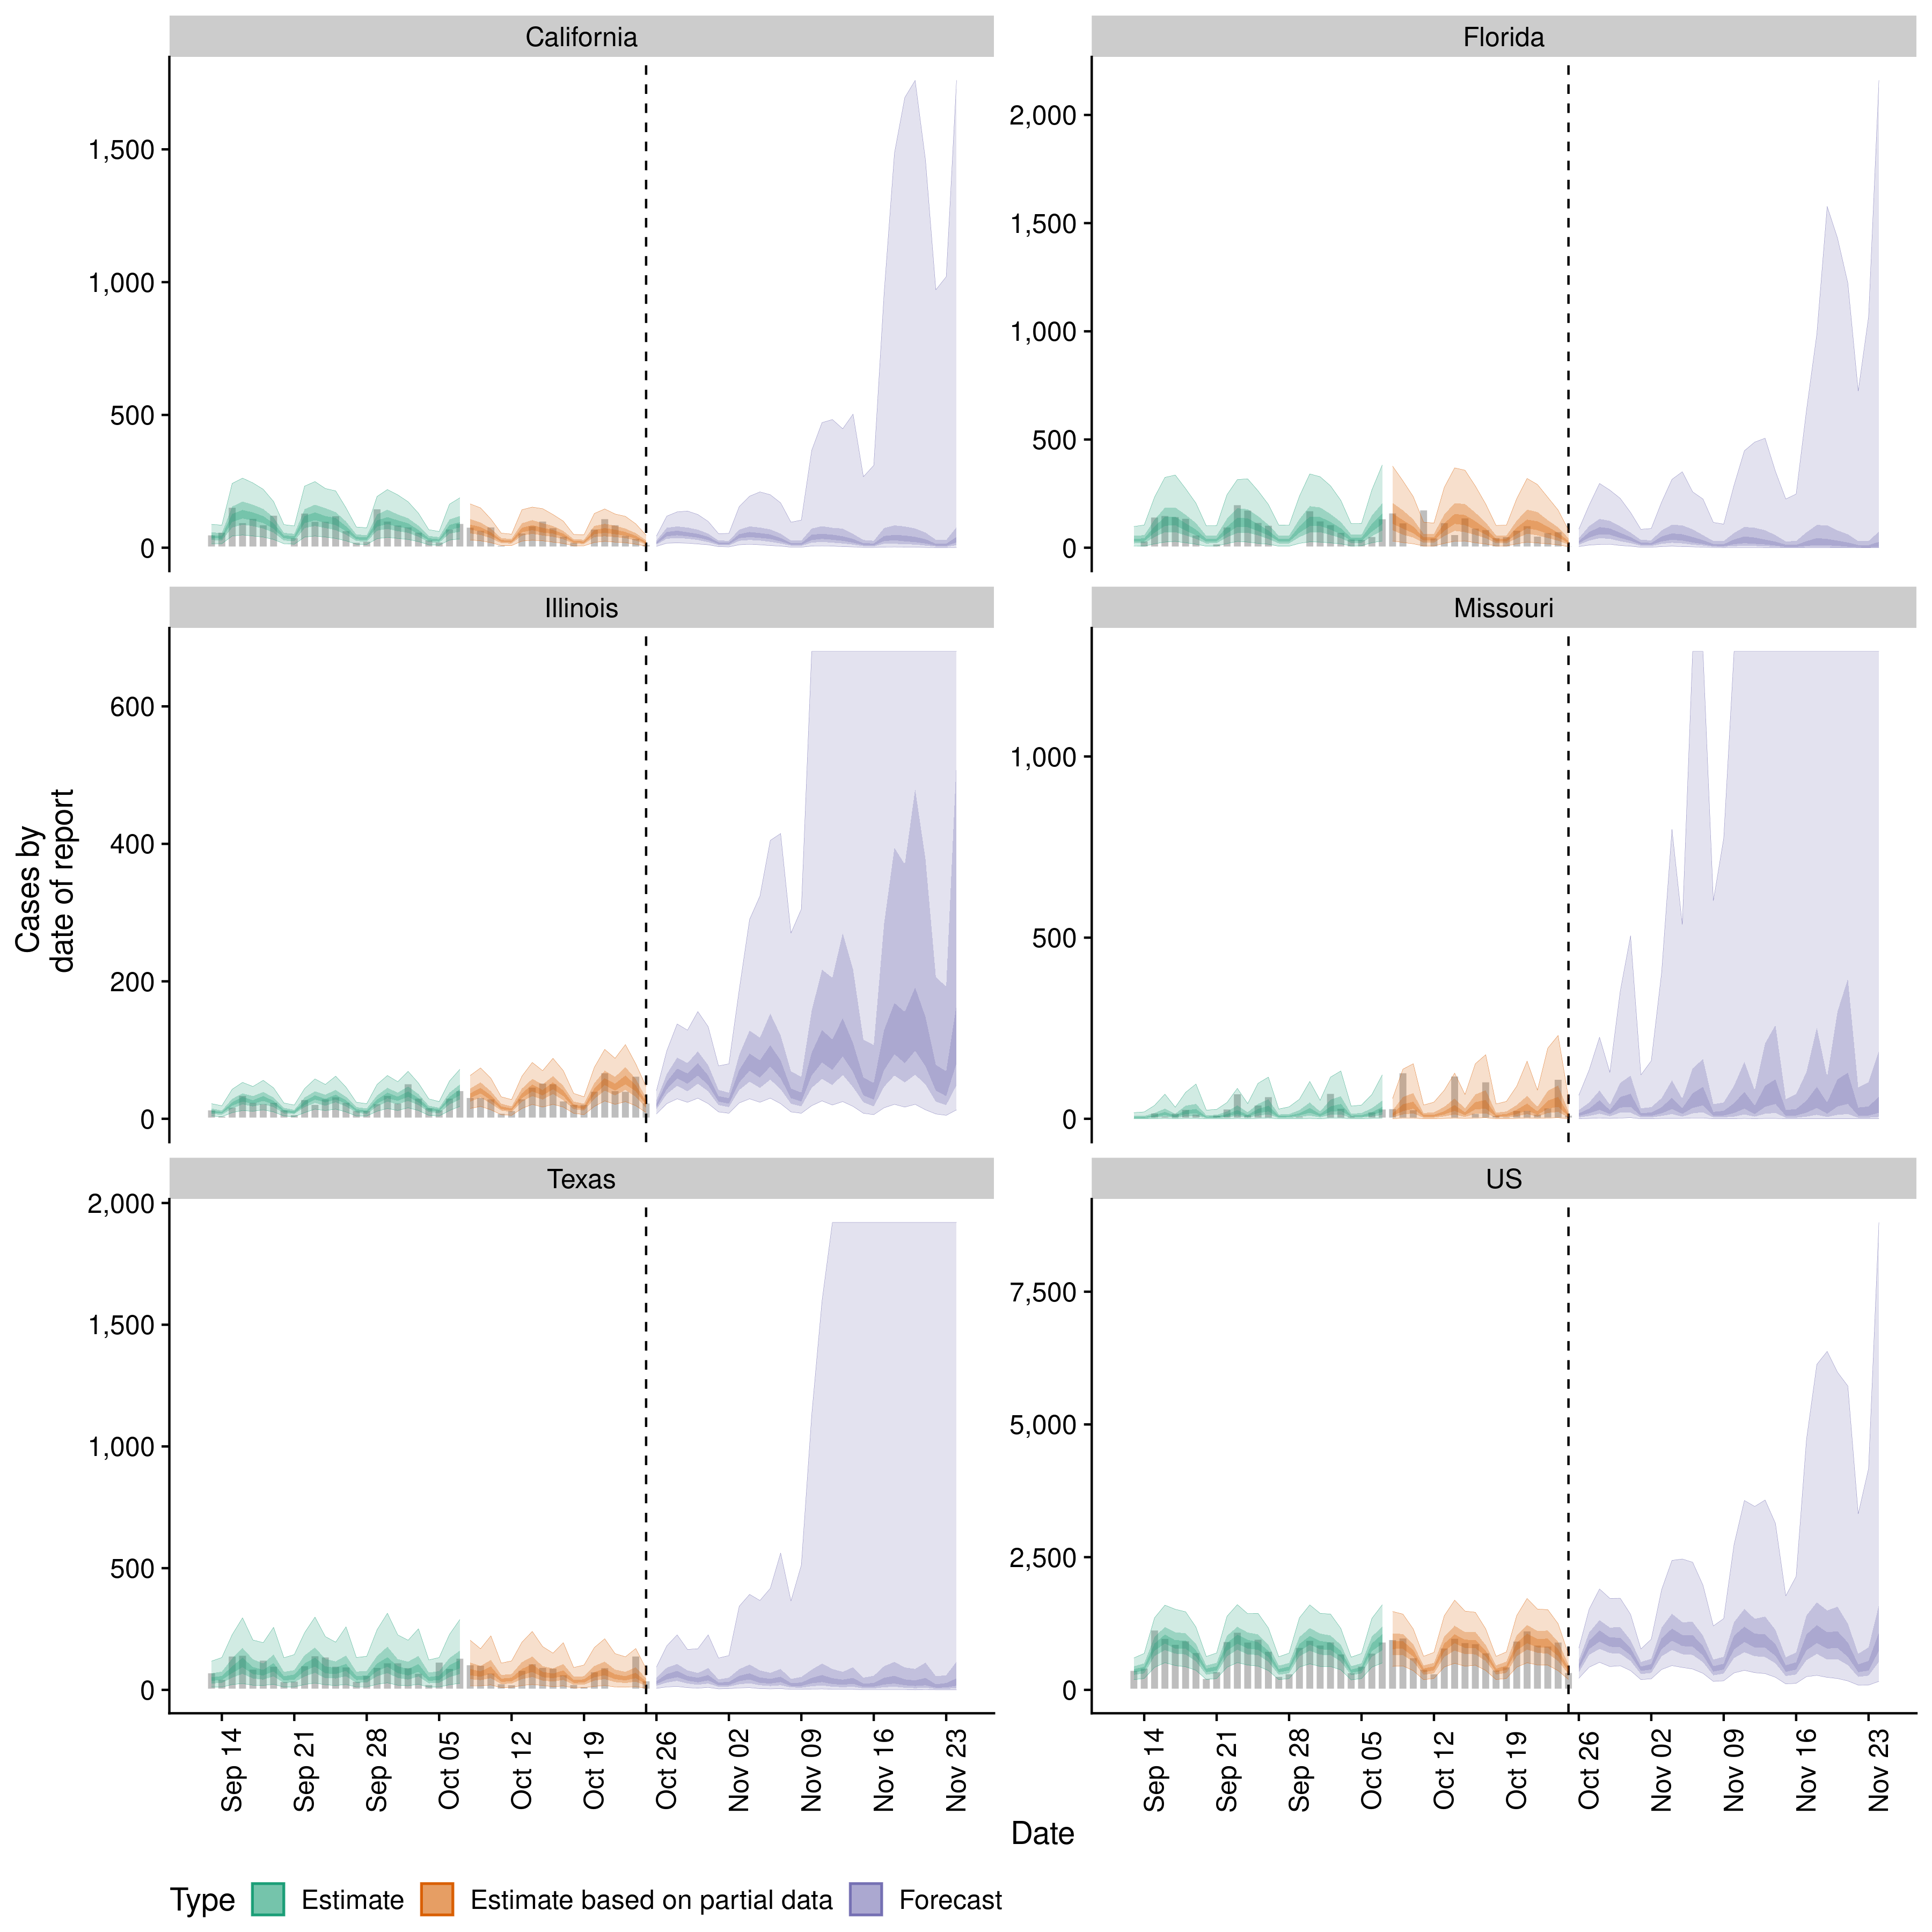 California
Florida
1,500
1,000
500
0
2,000
1,500
1,000
500
0
Illinois
Missouri
600
400
200
0
1,000
500
0
Texas
US
2,000
1,500
1,000
500
0
7,500
5,000
2,500
0
Cases by
date of report
Sep 14
Sep 21
Sep 28
Oct 05
Oct 12
Oct 19
Oct 26
Nov 02
Nov 09
Nov 16
Nov 23
Sep 14
Sep 21
Sep 28
Oct 05
Oct 12
Oct 19
Oct 26
Nov 02
Nov 09
Nov 16
Nov 23
Date
Type Estimate Estimate based on partial data Forecast